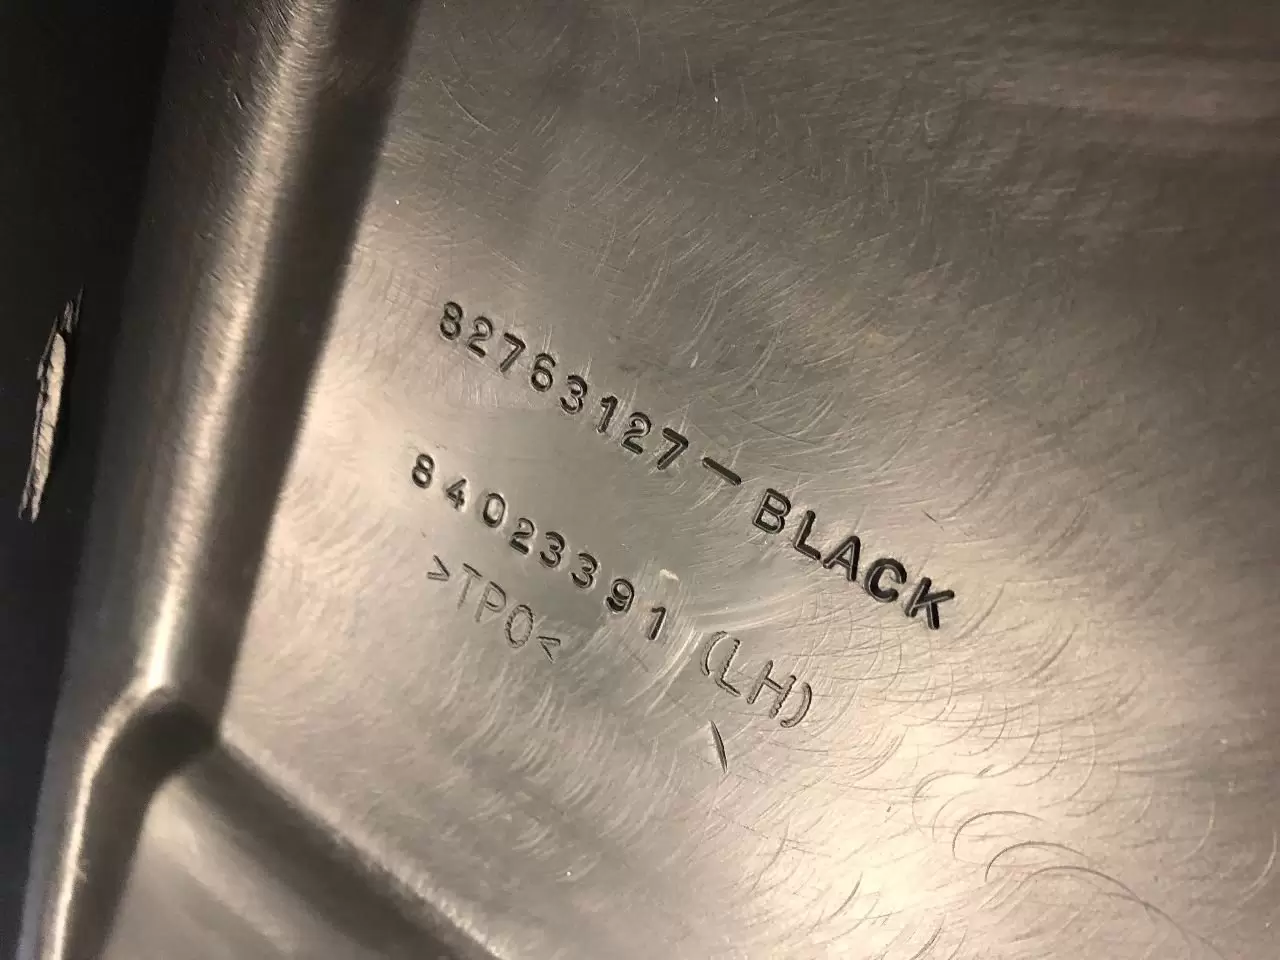 82763127-BLACK
84023391 (LH)
>TPO<